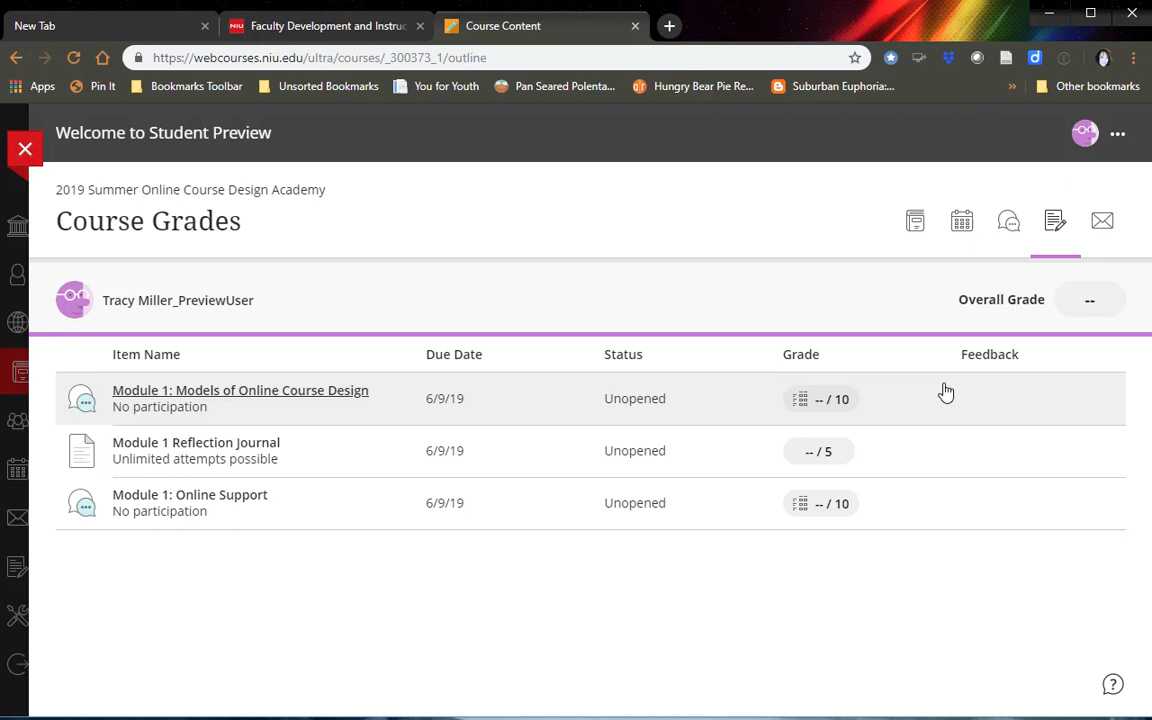 New Tab
Faculty Development and Instruc
Course Content
https://webcourses.niu.edu/ultra/courses/_300373_1/outline
Apps
Pin It
Bookmarks Toolbar
Unsorted Bookmarks
You for Youth
Pan Seared Polenta...
Hungry Bear Pie Re...
Suburban Euphoria:...
»
Other bookmarks
Welcome to Student Preview
2019 Summer Online Course Design Academy
Course Grades
Tracy Miller_PreviewUser
Overall Grade
--
Item Name Due Date Status Grade Feedback
Module 1: Models of Online Course Design
No participation
6/9/19 Unopened -- / 10
Module 1 Reflection Journal
Unlimited attempts possible
6/9/19 Unopened -- / 5
Module 1: Online Support
No participation
6/9/19 Unopened -- / 10